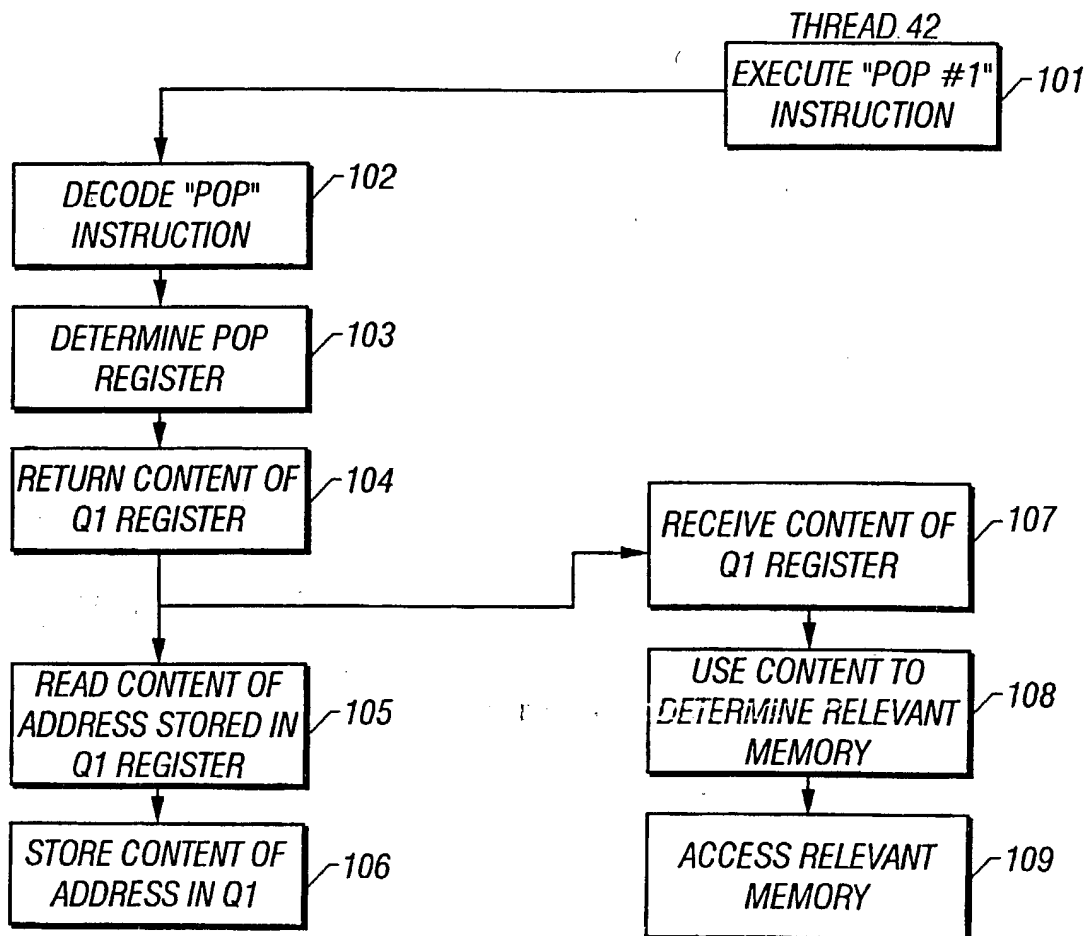 THREAD 42
EXECUTE "POP #1"
INSTRUCTION
101
DECODE "POP"
INSTRUCTION
102
DETERMINE POP
REGISTER
103
RETURN CONTENT OF
Q1 REGISTER
104
READ CONTENT OF
ADDRESS STORED IN
Q1 REGISTER
105
STORE CONTENT OF
ADDRESS IN Q1
106
RECEIVE CONTENT OF
Q1 REGISTER
107
USE CONTENT TO
DETERMINE RELEVANT
MEMORY
108
ACCESS RELEVANT
MEMORY
109